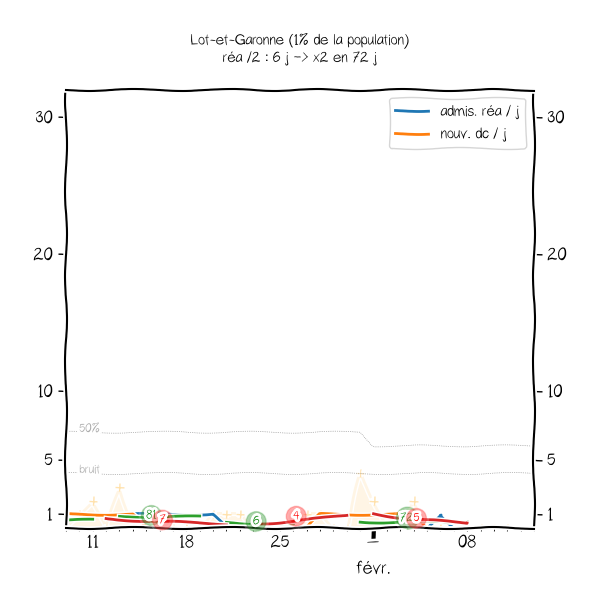 Lot-et-Garonne (1% de la population)
réa /2 : 6 j -> x2 en 72 j
admis. réa / j
nouv. dc / j
30 30
20 20
10 10
50%
5 5
bruit
1 1
8 7 6 4 5
11 18 25 1 08
févr.